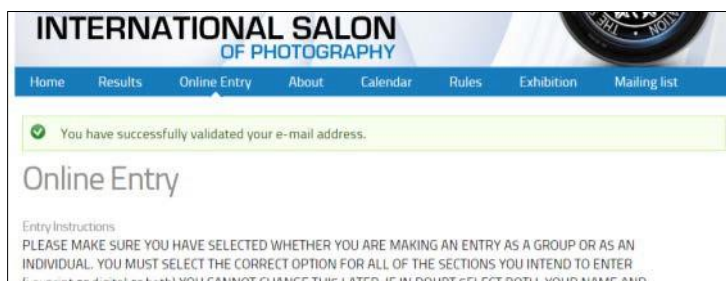 INTERNATIONAL SALON
OF PHOTOGRAPHY
Home Results Online Entry About Calendar Rules Exhibition Mailing list
You have successfully validated your e-mail address.
Online Entry
Entry Instructions
PLEASE MAKE SURE YOU HAVE SELECTED WHETHER YOU ARE MAKING AN ENTRY AS A GROUP OR AS AN
INDIVIDUAL. YOU MUST SELECT THE CORRECT OPTION FOR ALL OF THE SECTIONS YOU INTEND TO ENTER
YOU CANNOT CHANGE THIS LATER. IF IN DOUBT SELECT BOTH. YOUR NAME AND